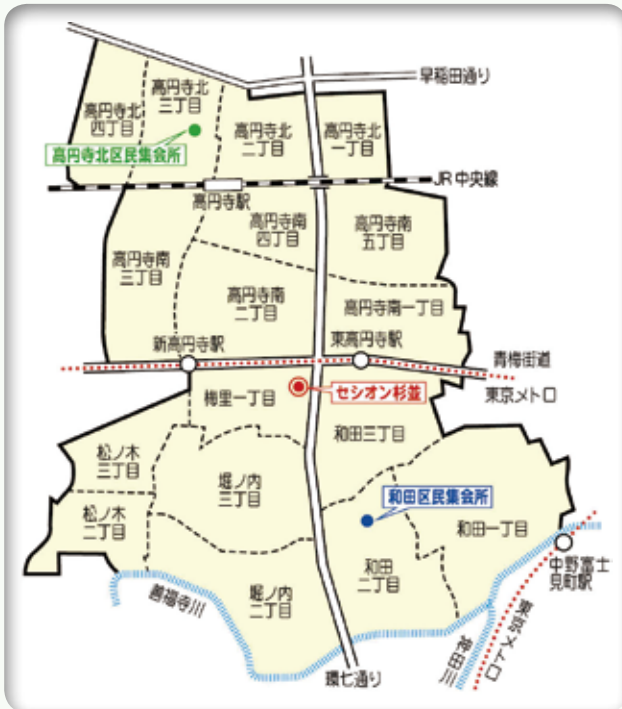 早稲田通り
高円寺北
四丁目
高円寺北
三丁目
高円寺北
二丁目
高円寺北
一丁目
高円寺北区民集会所
JR中央線
高円寺駅
高円寺南
四丁目
高円寺南
五丁目
高円寺南
三丁目
高円寺南
二丁目
高円寺南一丁目
新高円寺駅
東高円寺駅
青梅街道
東京メトロ
梅里一丁目
セシオン杉並
和田三丁目
松ノ木
三丁目
堀ノ内
三丁目
和田区民集会所
松ノ木
二丁目
和田一丁目
中野富士
見町駅
和田
二丁目
堀ノ内
二丁目
善福寺川
東京メトロ
神田川
環七通り